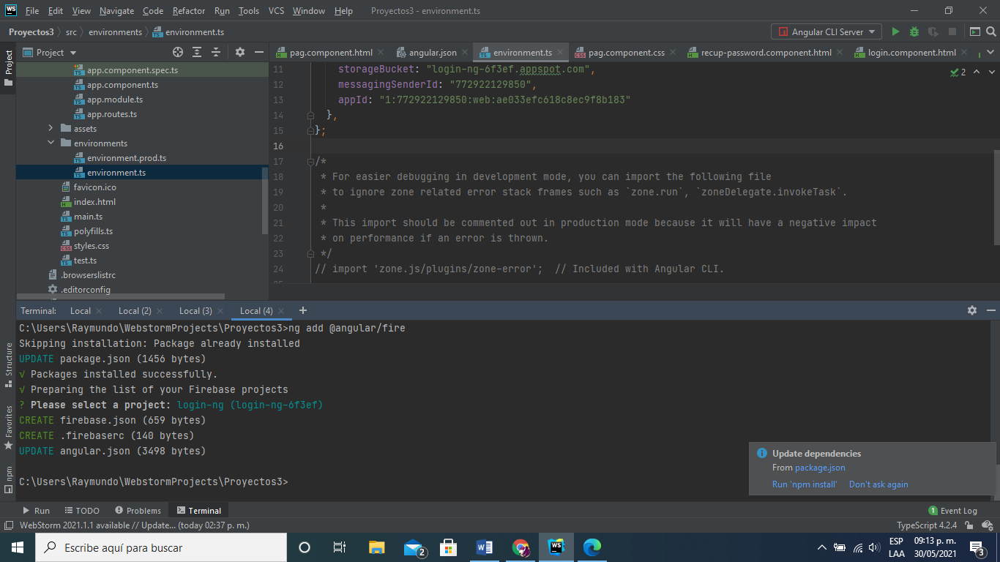 WS File Edit View Navigate Code Refactor Run Tools VCS Window Help Proyectos3 - environment.ts
Proyectos3 src environments environment.ts Angular CLI Server
Project
Project
pag.component.html angular.json environment.ts pag.component.css recup-password.component.html login.component.html
app.component.spec.ts
app.component.ts
app.module.ts
app.routes.ts
assets
environments
environment.prod.ts
environment.ts
favicon.ico
index.html
main.ts
polyfills.ts
styles.css
test.ts
.browserslistrc
.editorconfig
2
11 storageBucket: "login-ng-6f3ef.appspot.com",
12 messagingSenderId: "772922129850",
13 appId: "1:772922129850:web:ae033efc618c8ec9f8b183"
14 },
15 };
16
17 /*
18 * For easier debugging in development mode, you can import the following file
19 * to ignore zone related error stack frames such as `zone.run`, `zoneDelegate.invokeTask`.
20 *
21 * This import should be commented out in production mode because it will have a negative impact
22 * on performance if an error is thrown.
23 */
24 // import 'zone.js/plugins/zone-error';  // Included with Angular CLI.
Terminal: Local Local (2) Local (3) Local (4)
C:\Users\Raymundo\WebstormProjects\Proyectos3>ng add @angular/fire
Skipping installation: Package already installed
UPDATE package.json (1456 bytes)
√ Packages installed successfully.
√ Preparing the list of your Firebase projects
? Please select a project: login-ng (login-ng-6f3ef)
CREATE firebase.json (659 bytes)
CREATE .firebaserc (140 bytes)
UPDATE angular.json (3498 bytes)
C:\Users\Raymundo\WebstormProjects\Proyectos3>
Structure
Favorites
npm
Update dependencies
From package.json
Run 'npm install' Don't ask again
Run TODO Problems Terminal 1 Event Log
WebStorm 2021.1.1 available // Update... (today 02:37 p. m.) TypeScript 4.2.4
Escribe aquí para buscar
2
WS
ESP
LAA
09:13 p. m.
30/05/2021
3